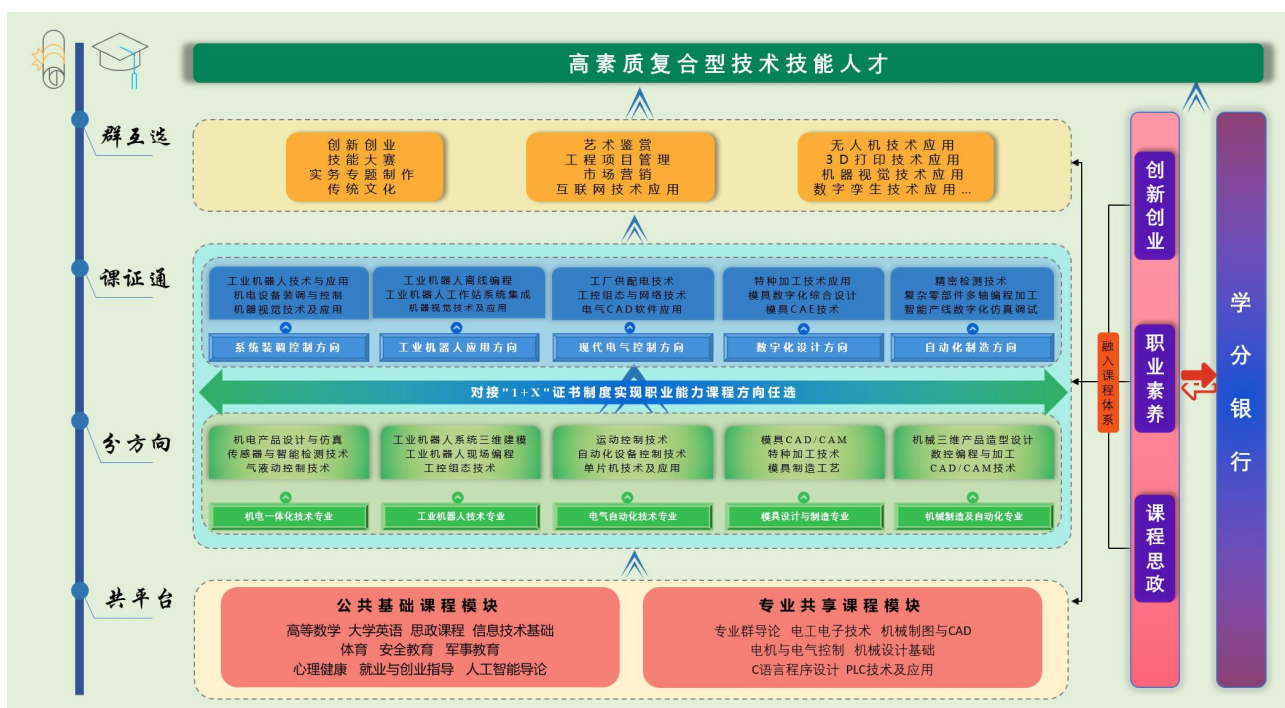 高素质复合型技术技能人才
群互选
创新创业
技能大赛
实务专题制作
传统文化
艺术鉴赏
工程项目管理
市场营销
互联网技术应用
无人机技术应用
3D打印技术应用
机器视觉技术应用
数字孪生技术应用...
课证通
工业机器人技术与应用
机电设备装调与控制
机器视觉技术及应用
系统装调控制方向
工业机器人离线编程
工业机器人工作站系统集成
机器视觉技术及应用
工业机器人应用方向
工厂供配电技术
工控组态与网络技术
电气CAD软件应用
现代电气控制方向
特种加工技术应用
模具数字化综合设计
模具CAE技术
数字化设计方向
精密检测技术
复杂零部件多轴编程加工
智能产线数字化仿真调试
自动化制造方向
对接"1+X"证书制度实现职业能力课程方向任选
分方向
机电产品设计与仿真
传感器与智能检测技术
气液动控制技术
机电一体化技术专业
工业机器人系统三维建模
工业机器人现场编程
工控组态技术
工业机器人技术专业
运动控制技术
自动化设备控制技术
单片机技术及应用
电气自动化技术专业
模具CAD/CAM
特种加工技术
模具制造工艺
模具设计与制造专业
机械三维产品造型设计
数控编程与加工
CAD/CAM技术
机械制造及自动化专业
共平台
公共基础课程模块
高等数学 大学英语 思政课程 信息技术基础
体育 安全教育 军事教育
心理健康 就业与创业指导 人工智能导论
专业共享课程模块
专业群导论 电工电子技术 机械制图与CAD
电机与电气控制 机械设计基础
C语言程序设计 PLC技术及应用
融入课程体系
创新创业
职业素养
课程思政
学分银行